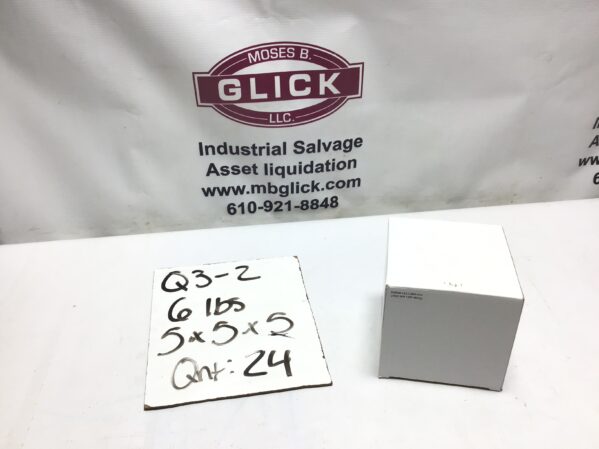 MOSES B.
GLICK
LLC.
Industrial Salvage
Asset liquidation
www.mbglick.com
610-921-8848
Q3-2
6 lbs
5x5x5
Qnt: 24